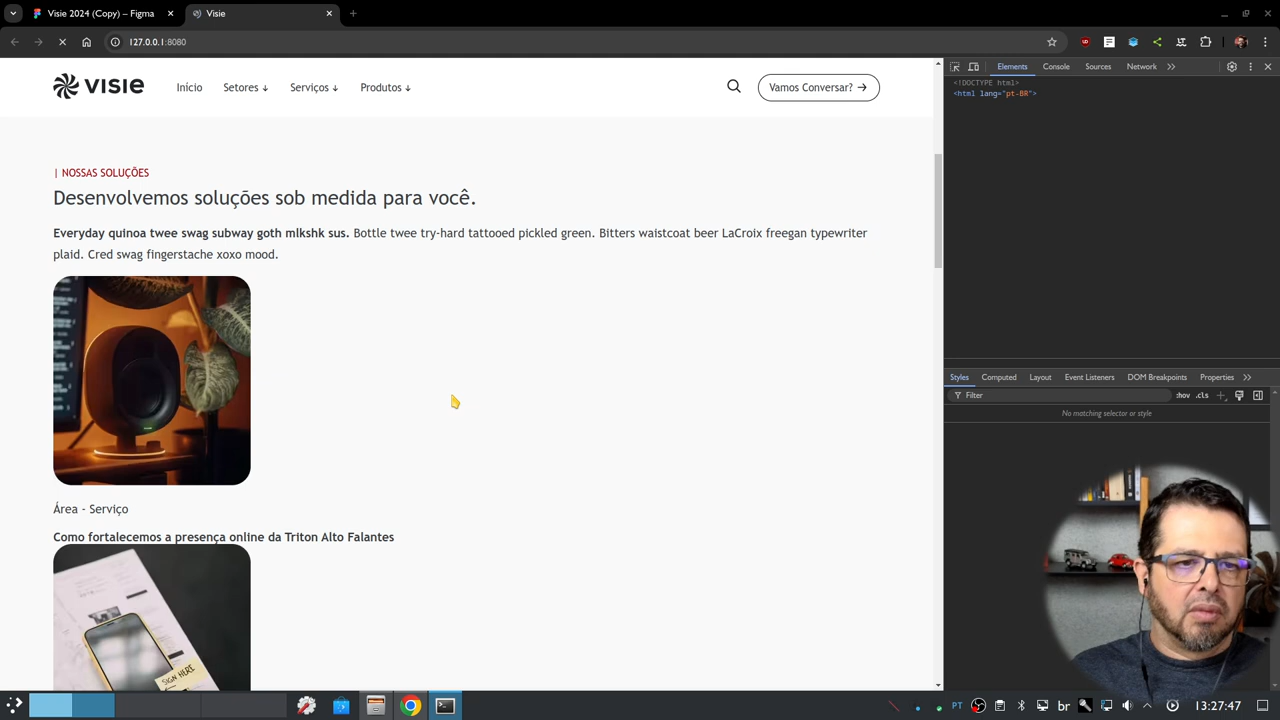 Visie 2024 (Copy) – Figma
Visie
127.0.0.1:8080
VISIE
Início
Setores ↓
Serviços ↓
Produtos ↓
Vamos Conversar? →
| NOSSAS SOLUÇÕES
Desenvolvemos soluções sob medida para você.
Everyday quinoa twee swag subway goth mlkshk sus. Bottle twee try-hard tattooed pickled green. Bitters waistcoat beer LaCroix freegan typewriter
plaid. Cred swag fingerstache xoxo mood.
Área - Serviço
Como fortalecemos a presença online da Triton Alto Falantes
SIGN HERE
Elements
Console
Sources
Network
<!DOCTYPE html>
<html lang="pt-BR">
Styles
Computed
Layout
Event Listeners
DOM Breakpoints
Properties
Filter
:hov
.cls
No matching selector or style
PT
br
13:27:47